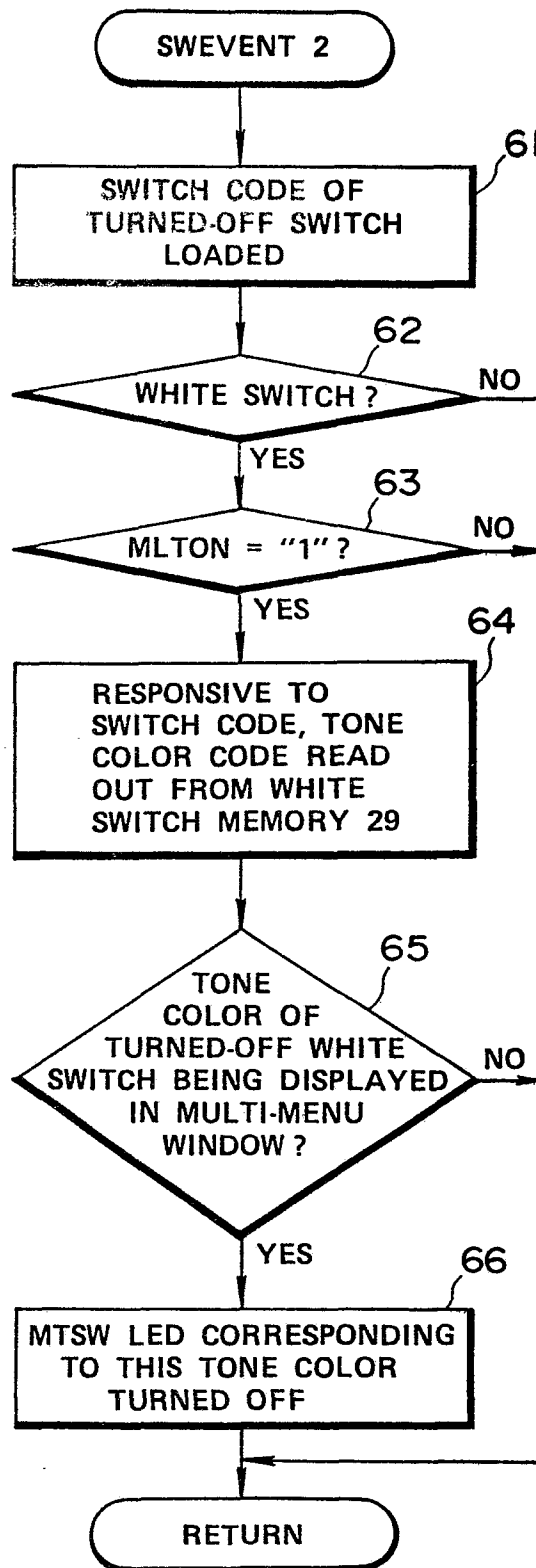 SWEVENT 2
61
SWITCH CODE OF
TURNED-OFF SWITCH
LOADED
62
WHITE SWITCH?
NO
YES
63
MLTON = "1"?
NO
YES
64
RESPONSIVE TO
SWITCH CODE, TONE
COLOR CODE READ
OUT FROM WHITE
SWITCH MEMORY 29
65
TONE
COLOR OF
TURNED-OFF WHITE
SWITCH BEING DISPLAYED
IN MULTI-MENU
WINDOW?
NO
YES
66
MTSW LED CORRESPONDING
TO THIS TONE COLOR
TURNED OFF
RETURN